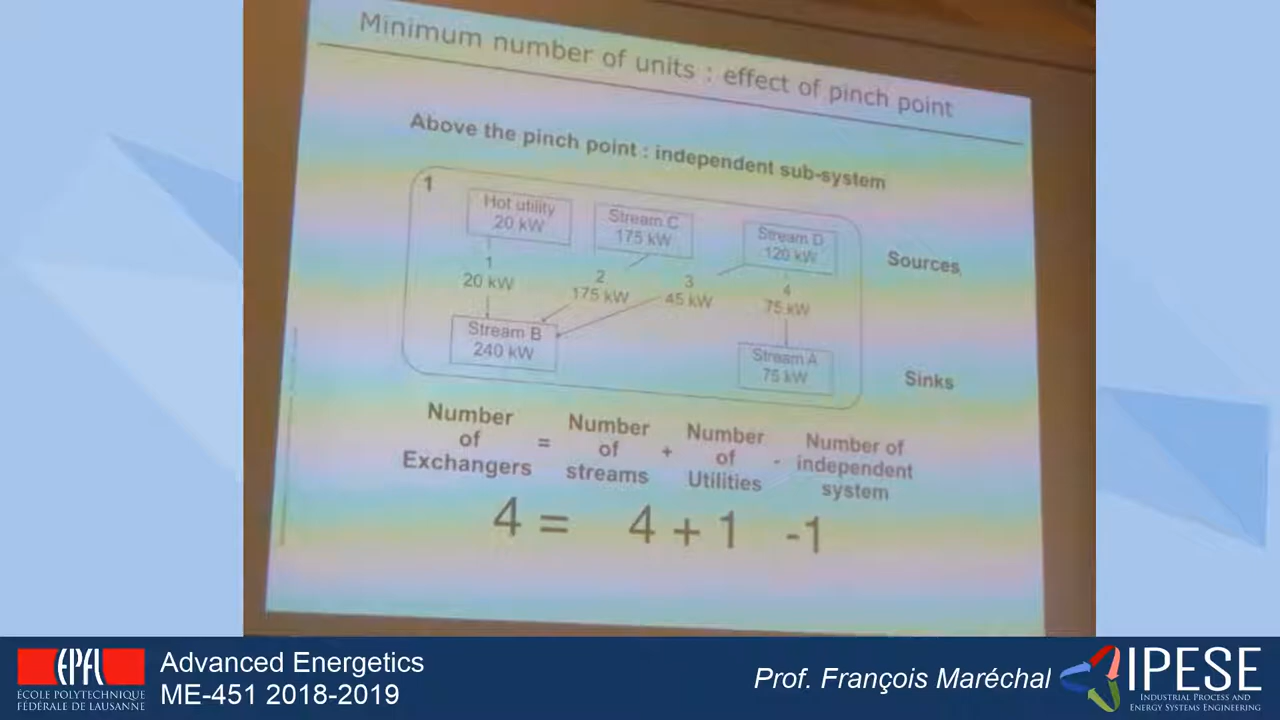 Minimum number of units : effect of pinch point
Above the pinch point : independent sub-system
1
Hot utility
20 kW
Stream C
175 kW
Stream D
120 kW
Sources
1
20 kW
2
175 kW
3
45 kW
4
75 kW
Stream B
240 kW
Stream A
75 kW
Sinks
Number
of
Exchangers
=
Number
of
streams
+
Number
of
Utilities
-
Number of
independent
system
4 = 4 + 1 -1
EPFL
ÉCOLE POLYTECHNIQUE
FÉDÉRALE DE LAUSANNE
Advanced Energetics
ME-451 2018-2019
Prof. François Maréchal
IPESE
INDUSTRIAL PROCESS AND
ENERGY SYSTEMS ENGINEERING